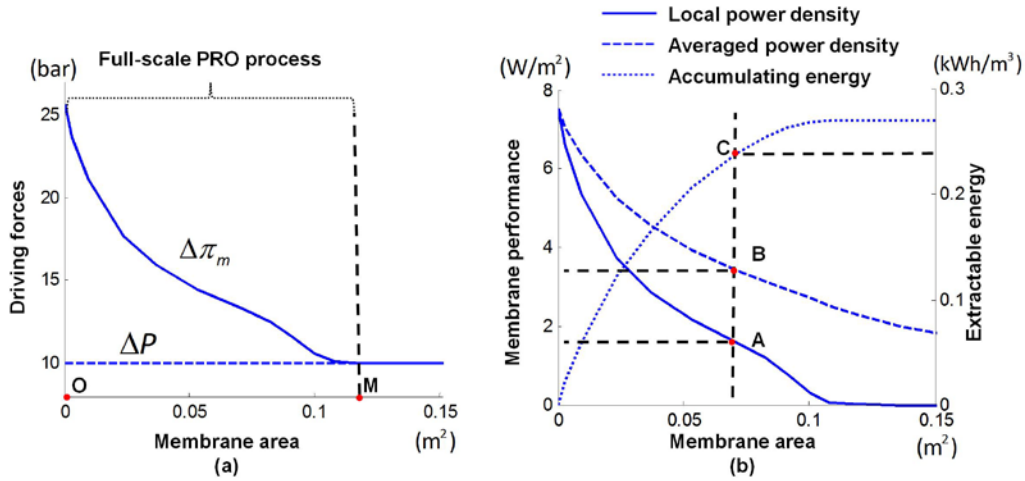 Full-scale PRO process
(bar)
25
20
15
10
Driving forces
Δπm
ΔP
O
M
0
0.05
0.1
0.15
Membrane area
(m²)
(a)
Local power density
Averaged power density
Accumulating energy
(W/m²)
(kWh/m³)
8
6
4
2
0
Membrane performance
0.3
0.2
0.1
0
Extractable energy
C
B
A
0
0.05
0.1
0.15
Membrane area
(m²)
(b)